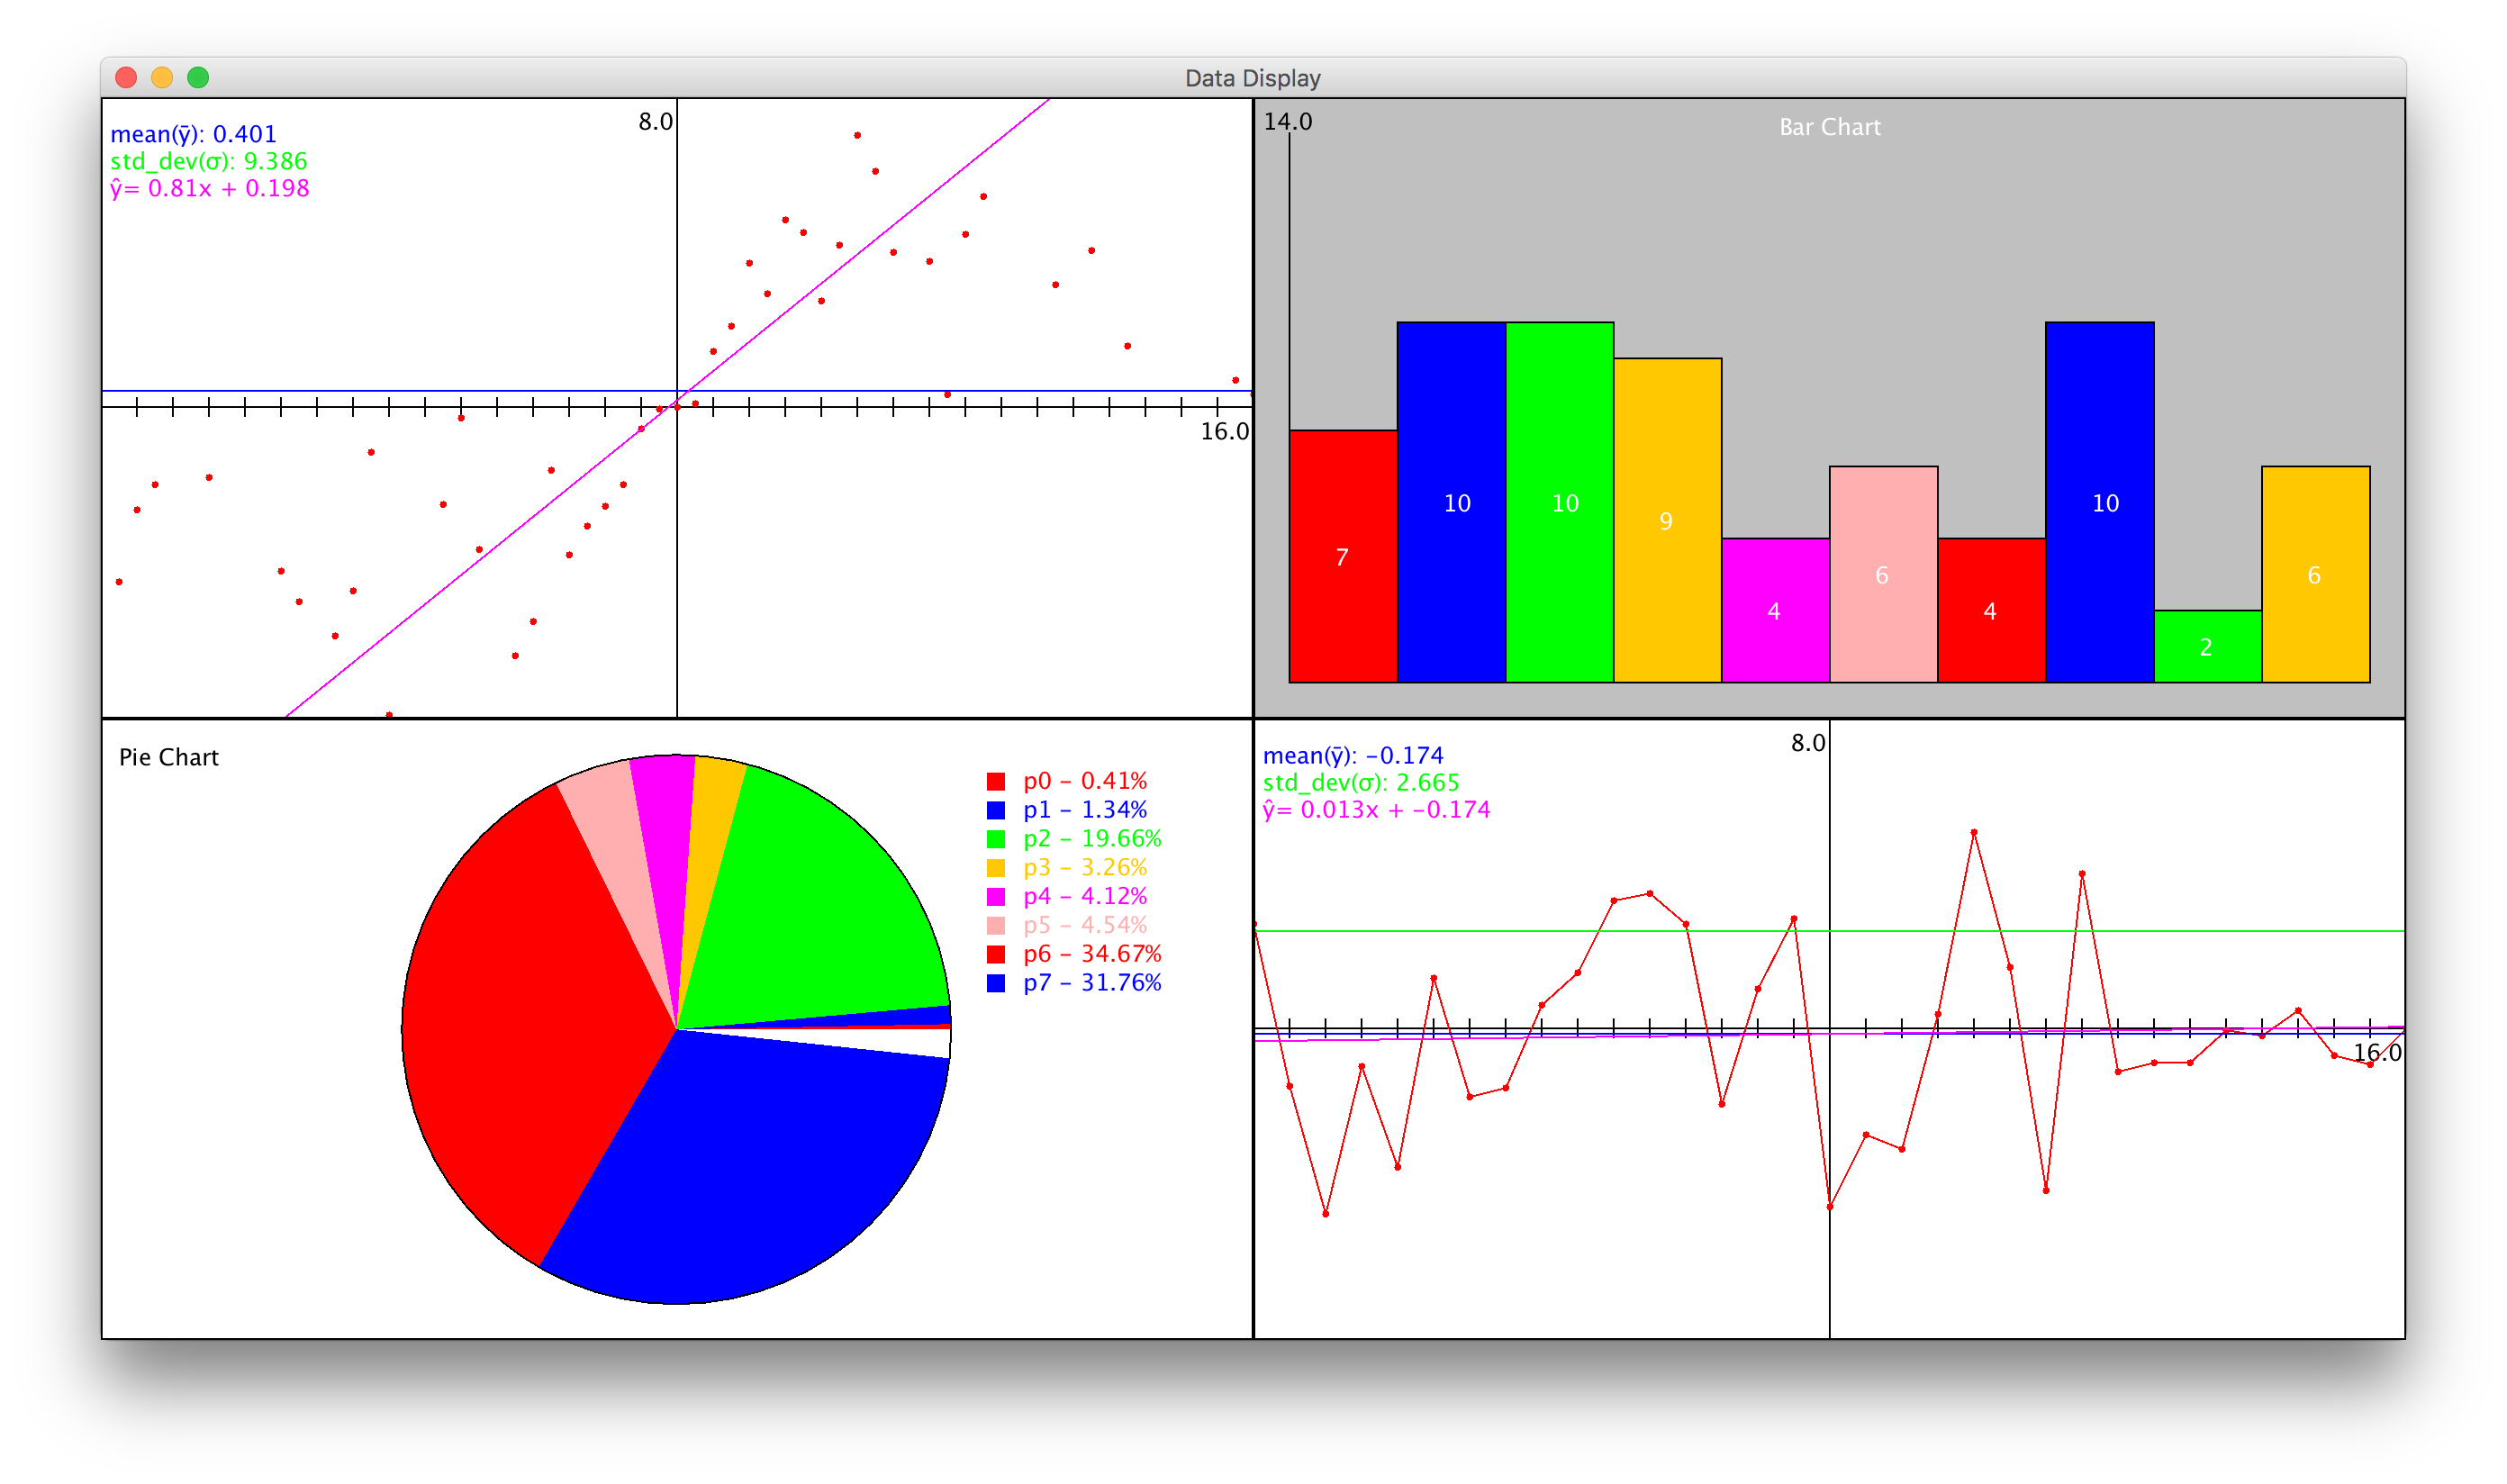 Data Display
8.0
mean(ȳ): 0.401
std_dev(σ): 9.386
ŷ= 0.81x + 0.198
16.0
14.0
Bar Chart
7
10
10
9
4
6
4
10
2
6
Pie Chart
p0 – 0.41%
p1 – 1.34%
p2 – 19.66%
p3 – 3.26%
p4 – 4.12%
p5 – 4.54%
p6 – 34.67%
p7 – 31.76%
8.0
mean(ȳ): -0.174
std_dev(σ): 2.665
ŷ= 0.013x + -0.174
16.0